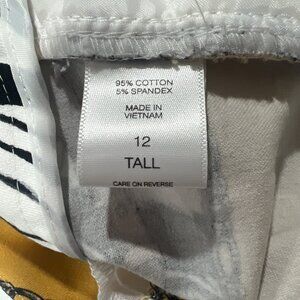 95% COTTON
5% SPANDEX
MADE IN
VIETNAM
12
TALL
CARE ON REVERSE